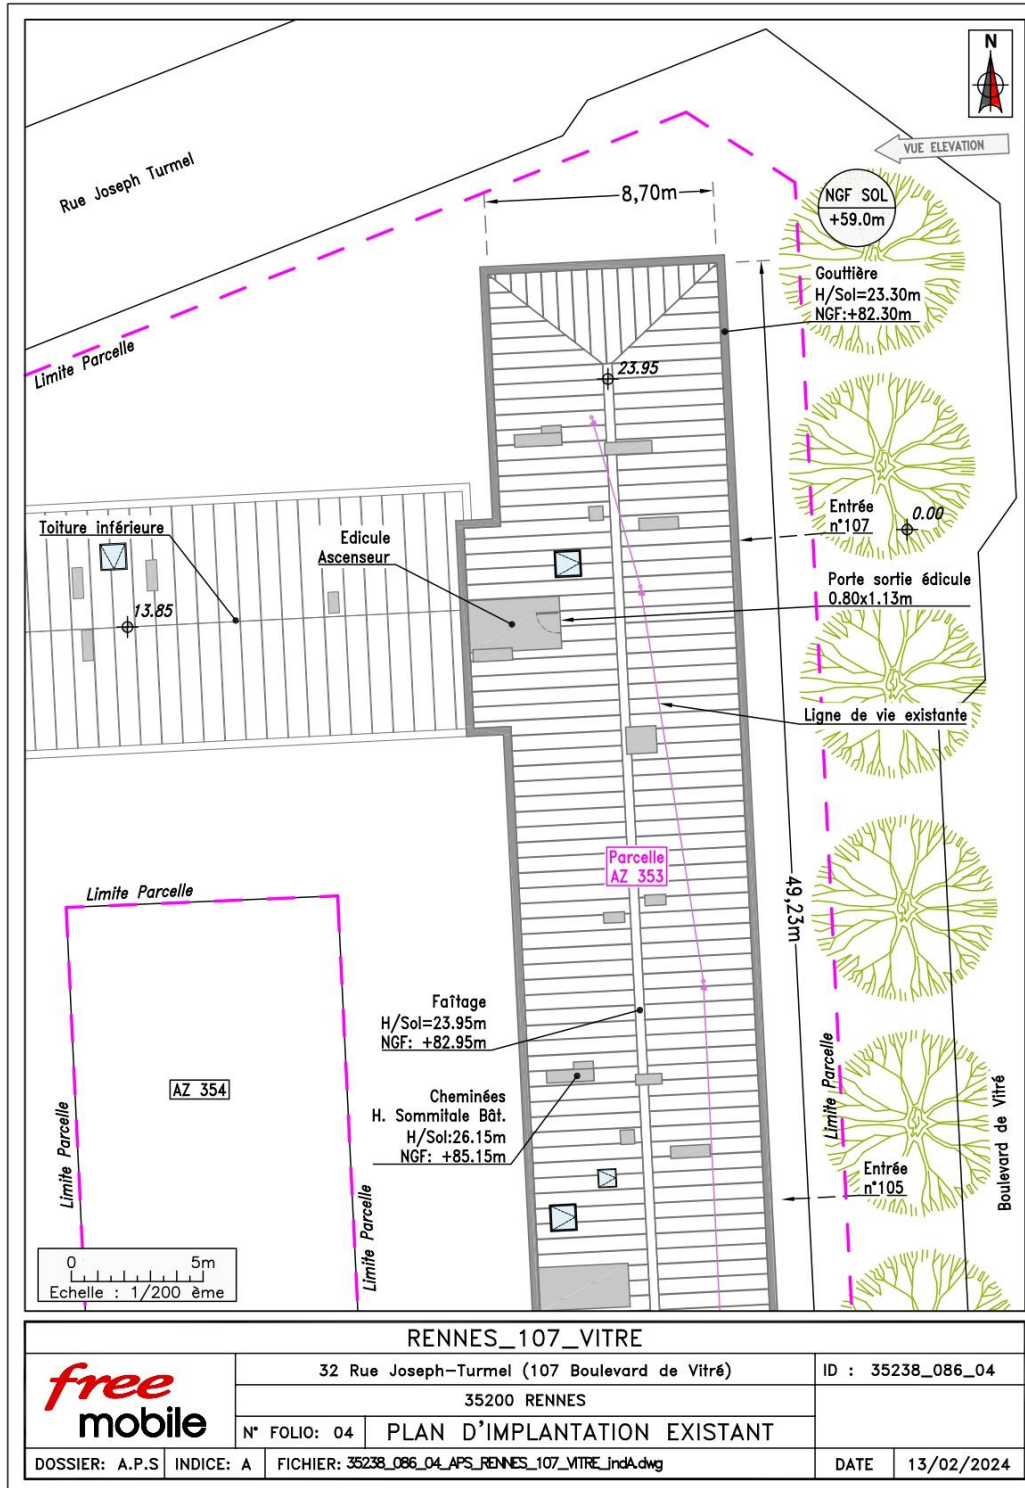 N
VUE ELEVATION
Rue Joseph Turmel
8,70m
NGF SOL
+59.0m
Gouttière
H/Sol=23.30m
NGF:+82.30m
Limite Parcelle
23.95
Toiture inférieure
Edicule
Ascenseur
Entrée
n°107
0.00
Porte sortie édicule
0.80x1.13m
13.85
Ligne de vie existante
Parcelle
AZ 353
49,23m
Limite Parcelle
Faîtage
H/Sol=23.95m
NGF: +82.95m
Cheminées
H. Sommitale Bât.
H/Sol:26.15m
NGF: +85.15m
AZ 354
Limite Parcelle
Limite Parcelle
Limite Parcelle
Boulevard de Vitré
Entrée
n°105
0 5m
Echelle : 1/200 ème
RENNES_107_VITRE
free
mobile
32 Rue Joseph-Turmel (107 Boulevard de Vitré)
ID : 35238_086_04
35200 RENNES
N° FOLIO: 04
PLAN D'IMPLANTATION EXISTANT
DOSSIER: A.P.S
INDICE: A
FICHIER: 35238_086_04_APS_RENNES_107_VITRE_indA.dwg
DATE
13/02/2024